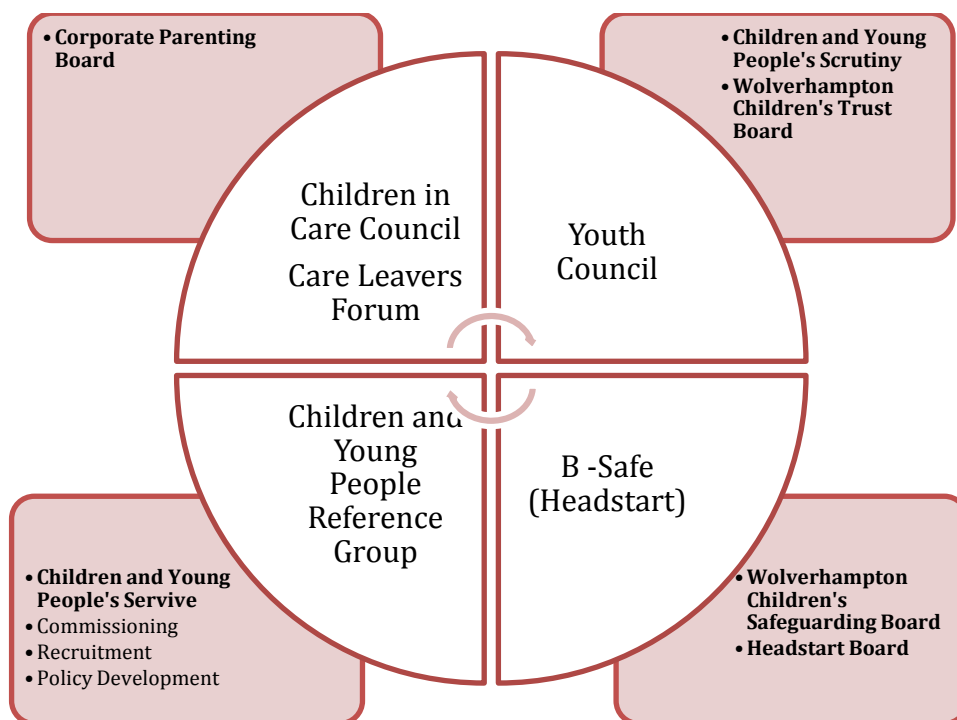 • Corporate Parenting
Board
• Children and Young
People's Scrutiny
• Wolverhampton
Children's Trust
Board
Children in
Care Council
Care Leavers
Forum
Youth
Council
Children and
Young
People
Reference
Group
B -Safe
(Headstart)
• Children and Young
People's Servive
• Commissioning
• Recruitment
• Policy Development
• Wolverhampton
Children's
Safeguarding Board
• Headstart Board